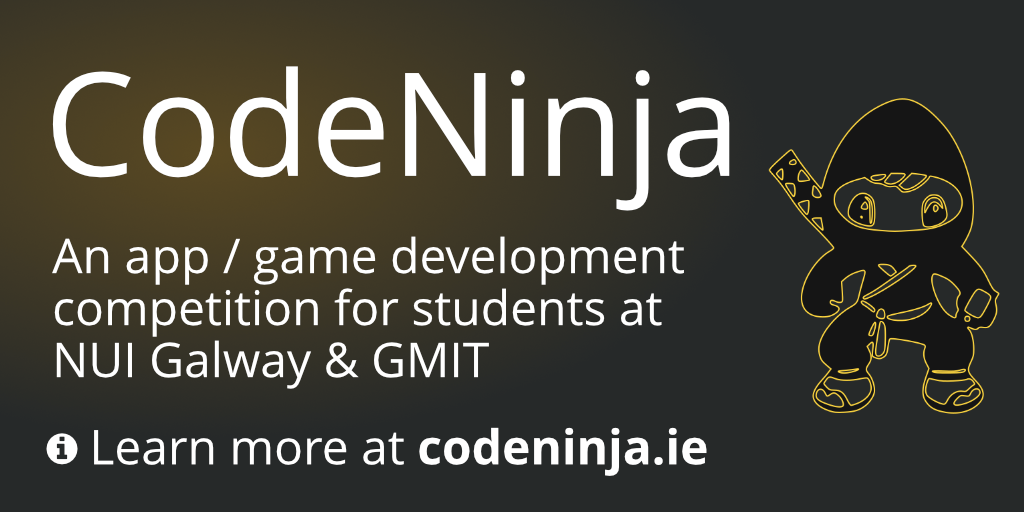 CodeNinja
An app / game development
competition for students at
NUI Galway & GMIT
Learn more at codeninja.ie